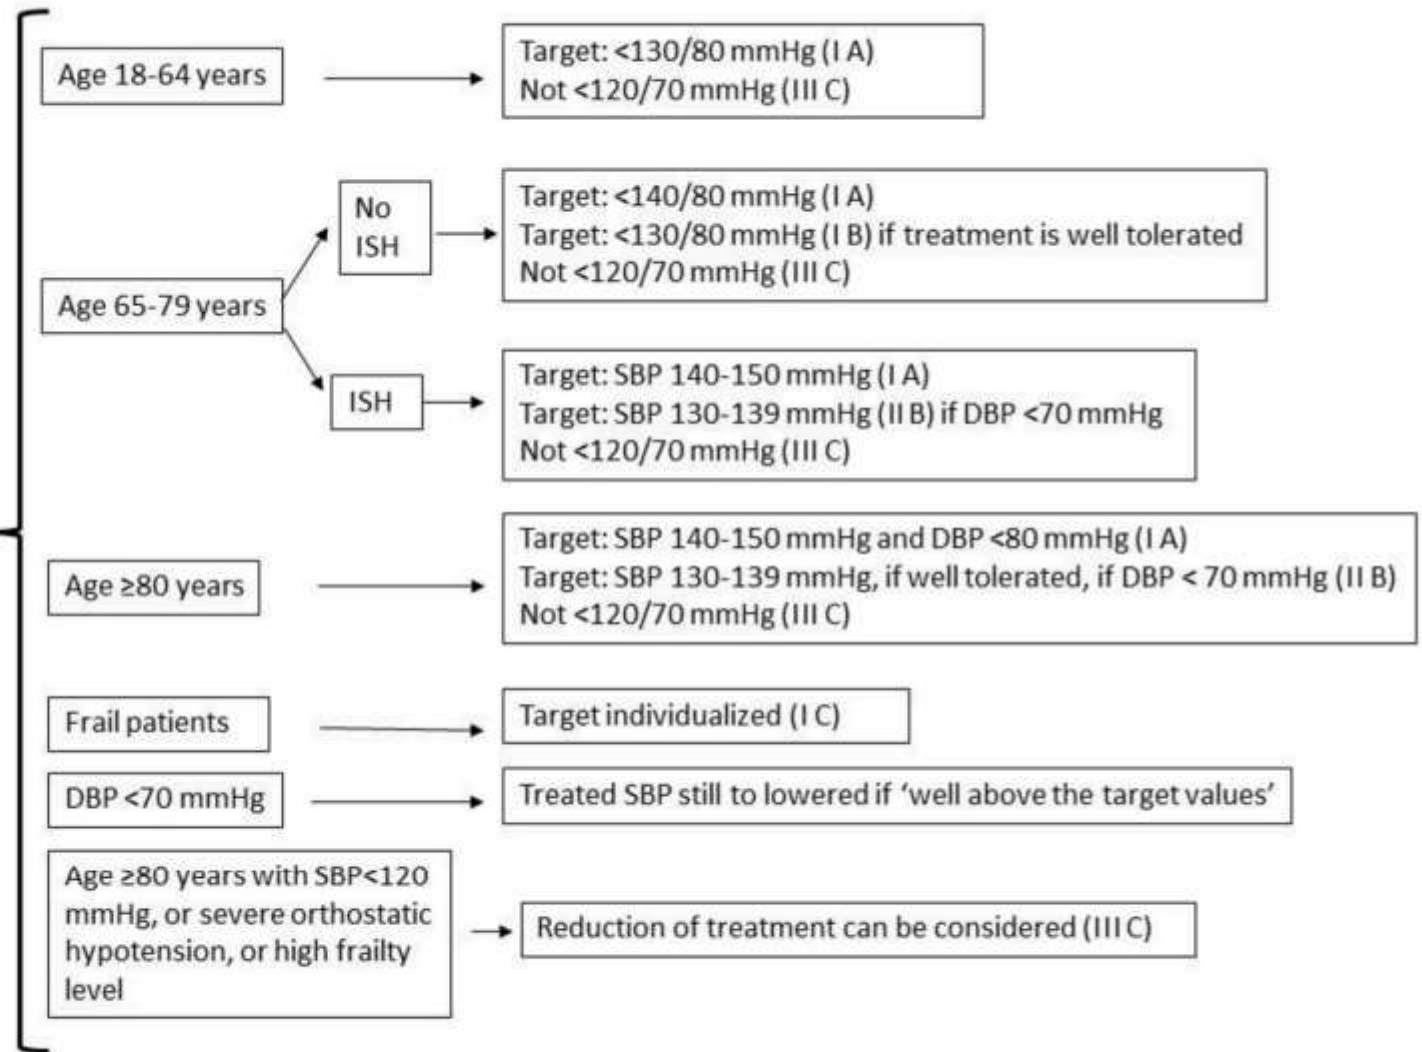 Age 18-64 years
Target: <130/80 mmHg (I A)
Not <120/70 mmHg (III C)
Age 65-79 years
No
ISH
Target: <140/80 mmHg (I A)
Target: <130/80 mmHg (I B) if treatment is well tolerated
Not <120/70 mmHg (III C)
ISH
Target: SBP 140-150 mmHg (I A)
Target: SBP 130-139 mmHg (II B) if DBP <70 mmHg
Not <120/70 mmHg (III C)
Age ≥80 years
Target: SBP 140-150 mmHg and DBP <80 mmHg (I A)
Target: SBP 130-139 mmHg, if well tolerated, if DBP < 70 mmHg (II B)
Not <120/70 mmHg (III C)
Frail patients
Target individualized (I C)
DBP <70 mmHg
Treated SBP still to lowered if ‘well above the target values’
Age ≥80 years with SBP<120
mmHg, or severe orthostatic
hypotension, or high frailty
level
Reduction of treatment can be considered (III C)